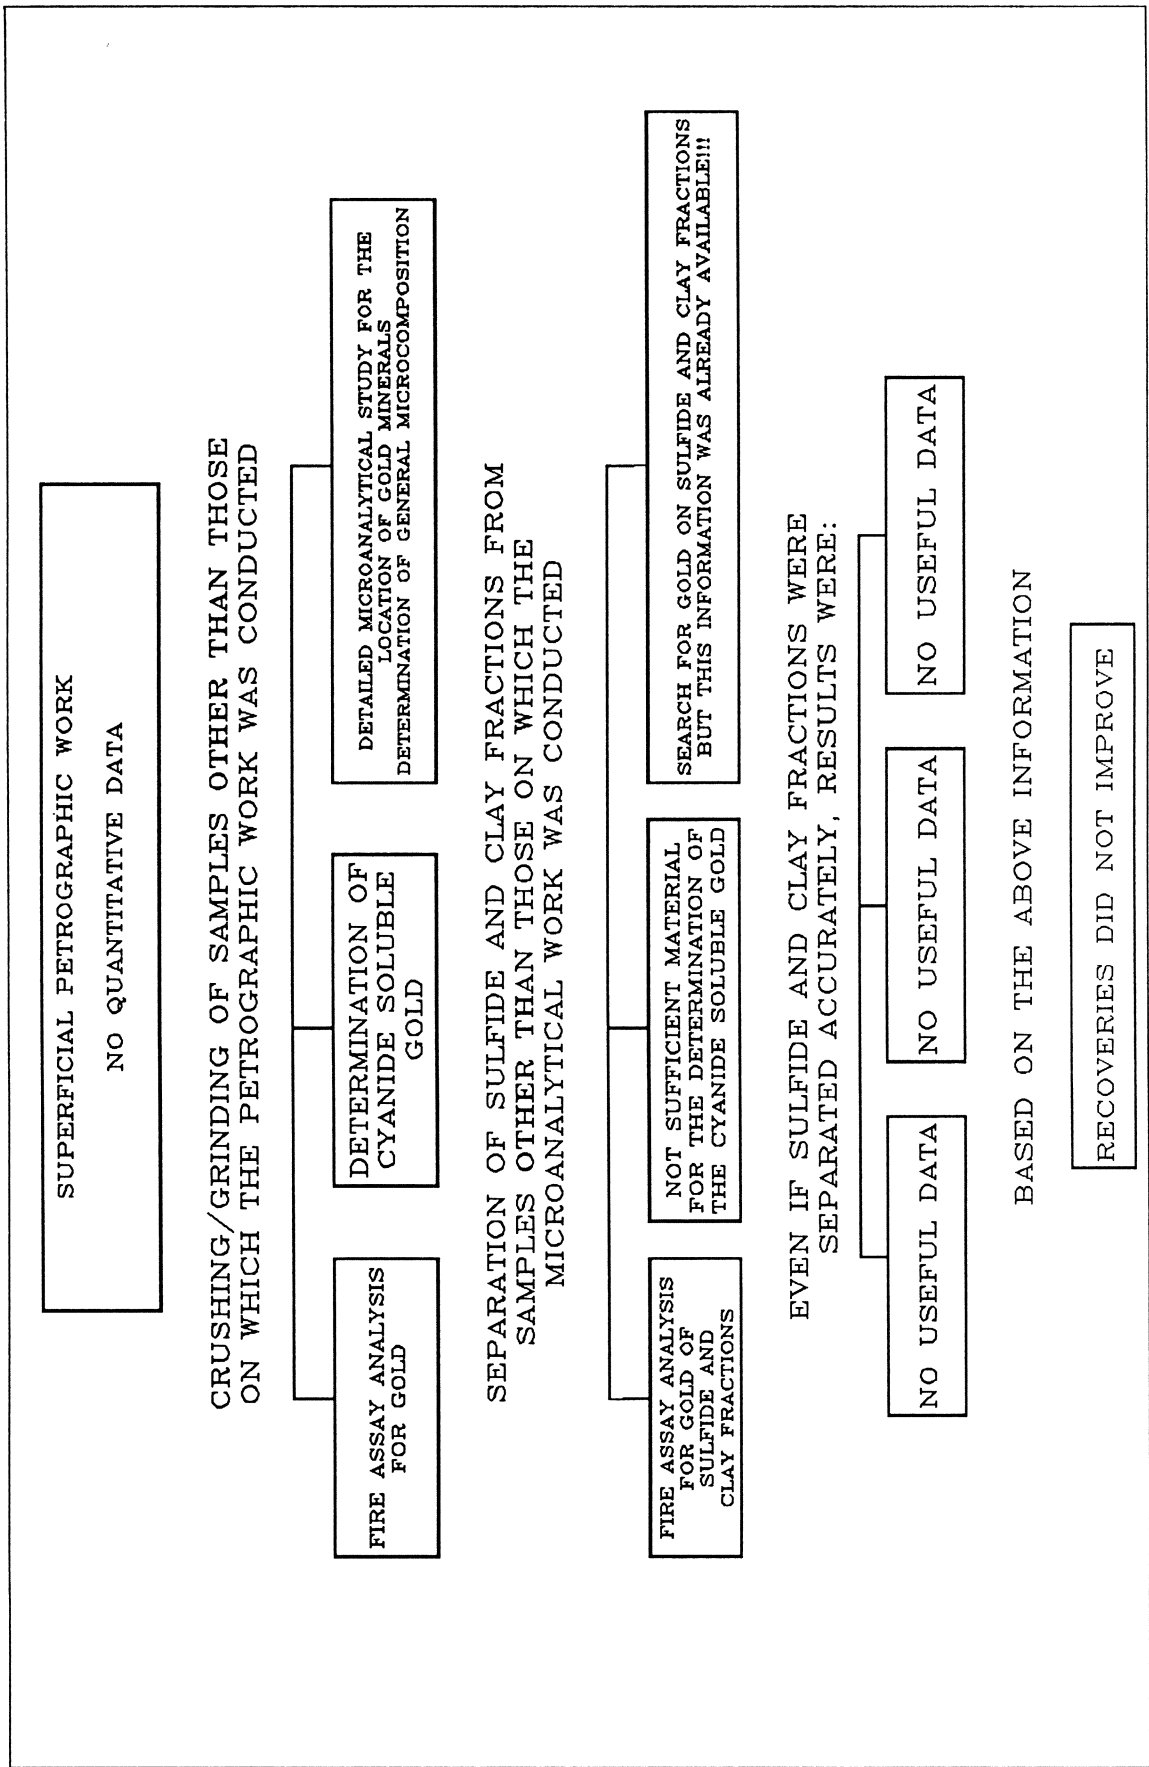 SUPERFICIAL PETROGRAPHIC WORK
NO QUANTITATIVE DATA
CRUSHING/GRINDING OF SAMPLES OTHER THAN THOSE
ON WHICH THE PETROGRAPHIC WORK WAS CONDUCTED
FIRE ASSAY ANALYSIS
FOR GOLD
DETERMINATION OF
CYANIDE SOLUBLE
GOLD
DETAILED MICROANALYTICAL STUDY FOR THE
LOCATION OF GOLD MINERALS
DETERMINATION OF GENERAL MICROCOMPOSITION
SEPARATION OF SULFIDE AND CLAY FRACTIONS FROM
SAMPLES OTHER THAN THOSE ON WHICH THE
MICROANALYTICAL WORK WAS CONDUCTED
FIRE ASSAY ANALYSIS
FOR GOLD OF
SULFIDE AND
CLAY FRACTIONS
NOT SUFFICIENT MATERIAL
FOR THE DETERMINATION OF
THE CYANIDE SOLUBLE GOLD
SEARCH FOR GOLD ON SULFIDE AND CLAY FRACTIONS
BUT THIS INFORMATION WAS ALREADY AVAILABLE!!!
EVEN IF SULFIDE AND CLAY FRACTIONS WERE
SEPARATED ACCURATELY, RESULTS WERE:
NO USEFUL DATA
NO USEFUL DATA
NO USEFUL DATA
BASED ON THE ABOVE INFORMATION
RECOVERIES DID NOT IMPROVE